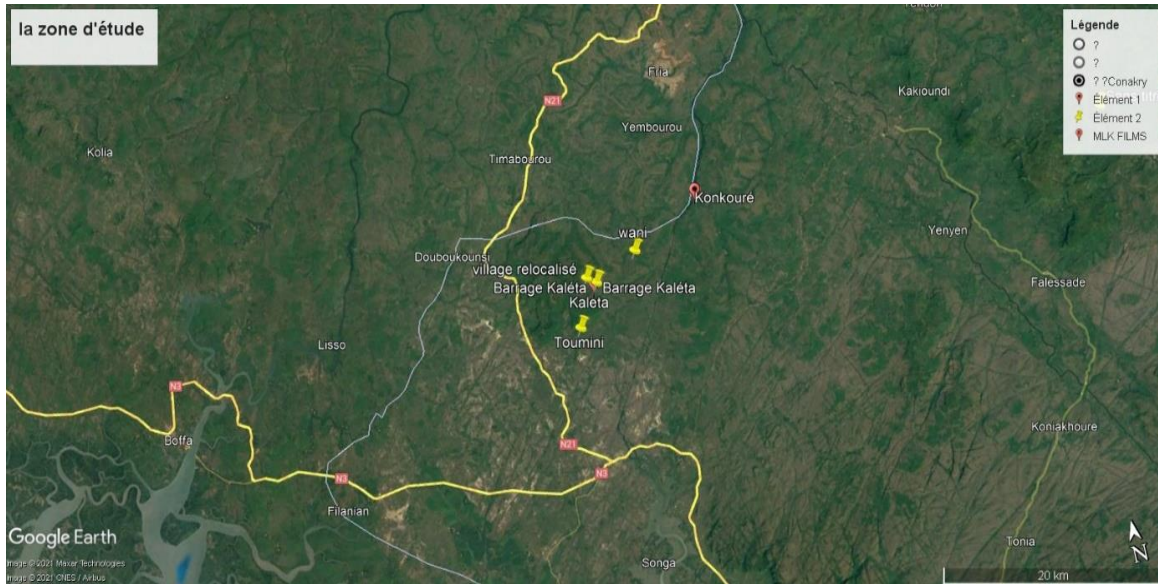 la zone d'étude
Légende
?
?
? ?Conakry
Élément 1
Élément 2
MLK FILMS
Fria
Kakioundi
N21
Yembourou
Kolia
Timabourou
Konkouré
wani
Yenyen
Douboukounsi
village relocalisé
Barrage Kaléta
Barrage Kaléta
Kaleta
Falessade
Toumini
Lisso
N3
Boffa
Koniakhoure
N21
N3
N3
Filanian
Google Earth
Image © 2021 Maxar Technologies
Image © 2021 CNES / Airbus
Songa
Tonia
20 km
N